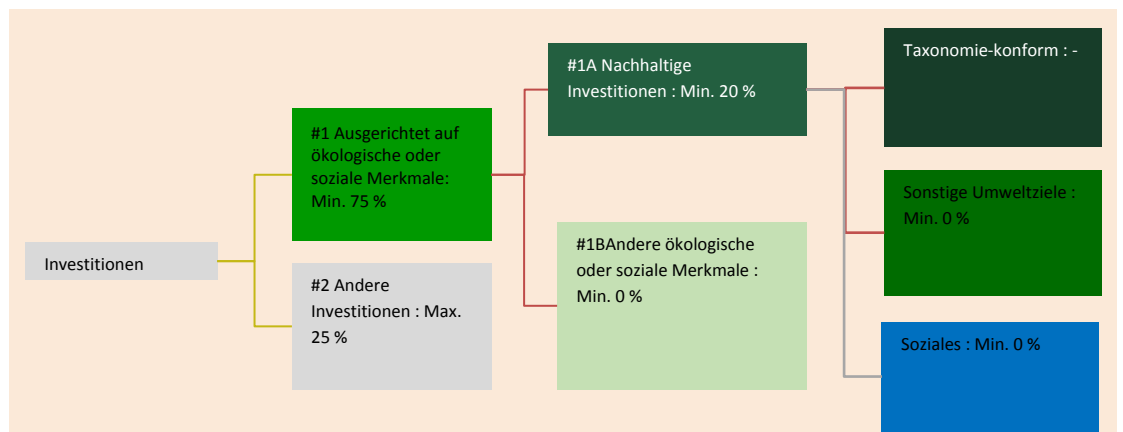 Investitionen
#1 Ausgerichtet auf
ökologische oder
soziale Merkmale:
Min. 75 %
#2 Andere
Investitionen : Max.
25 %
#1A Nachhaltige
Investitionen : Min. 20 %
#1BAndere ökologische
oder soziale Merkmale :
Min. 0 %
Taxonomie-konform : -
Sonstige Umweltziele :
Min. 0 %
Soziales : Min. 0 %